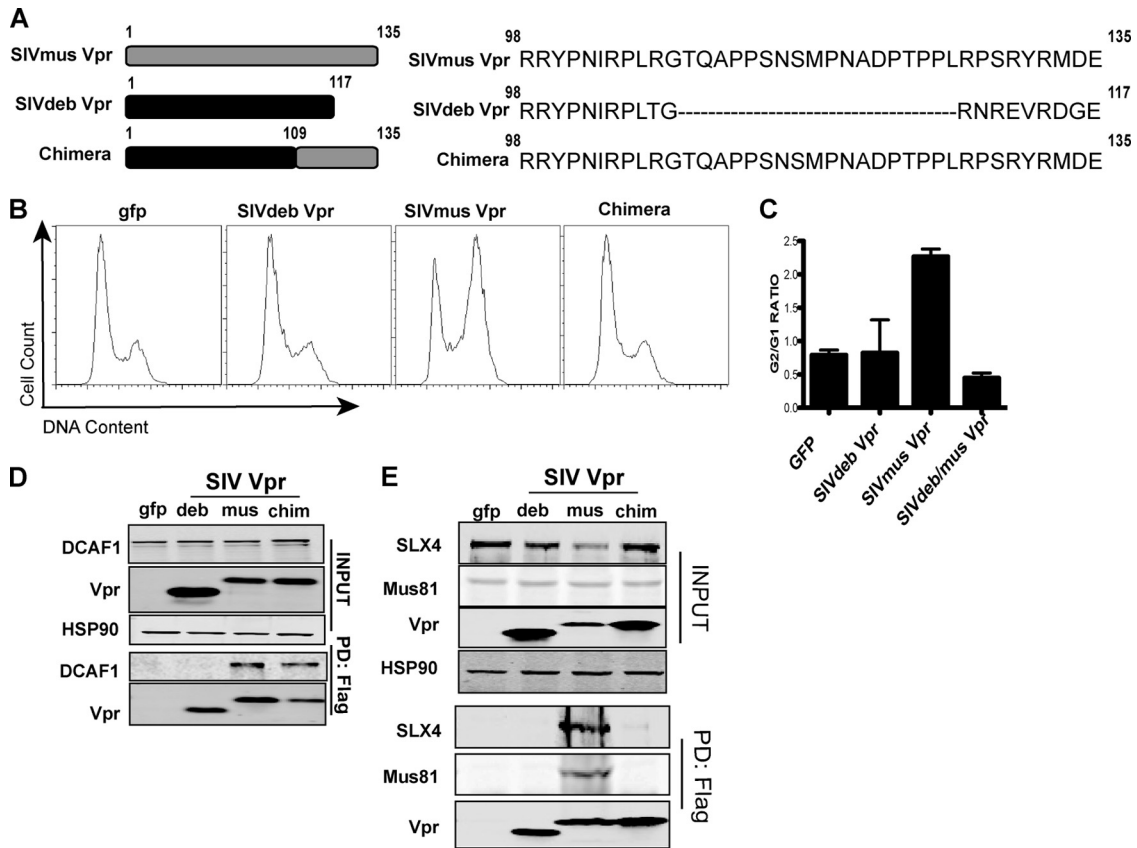 A
SIVmus Vpr
1
135
SIVdeb Vpr
1
117
Chimera
1
109
135
98
135
SIVmus Vpr RRYPNIRPLRGTQAPPSNSMPNADPTPPLRPSRYRMDE
98
117
SIVdeb Vpr RRYPNIRPLTG-----------------------------------RNREVRDGE
98
135
Chimera RRYPNIRPLRGTQAPPSNSMPNADPTPPLRPSRYRMDE
B
gfp
SIVdeb Vpr
SIVmus Vpr
Chimera
Cell Count
DNA Content
C
G2/G1 RATIO
2.5
2.0
1.5
1.0
0.5
0.0
GFP
SIVdeb Vpr
SIVmus Vpr
SIVdeb/mus Vpr
D
SIV Vpr
gfp deb mus chim
DCAF1
Vpr
HSP90
INPUT
DCAF1
Vpr
PD: Flag
E
SIV Vpr
gfp deb mus chim
SLX4
Mus81
Vpr
HSP90
INPUT
SLX4
Mus81
Vpr
PD: Flag